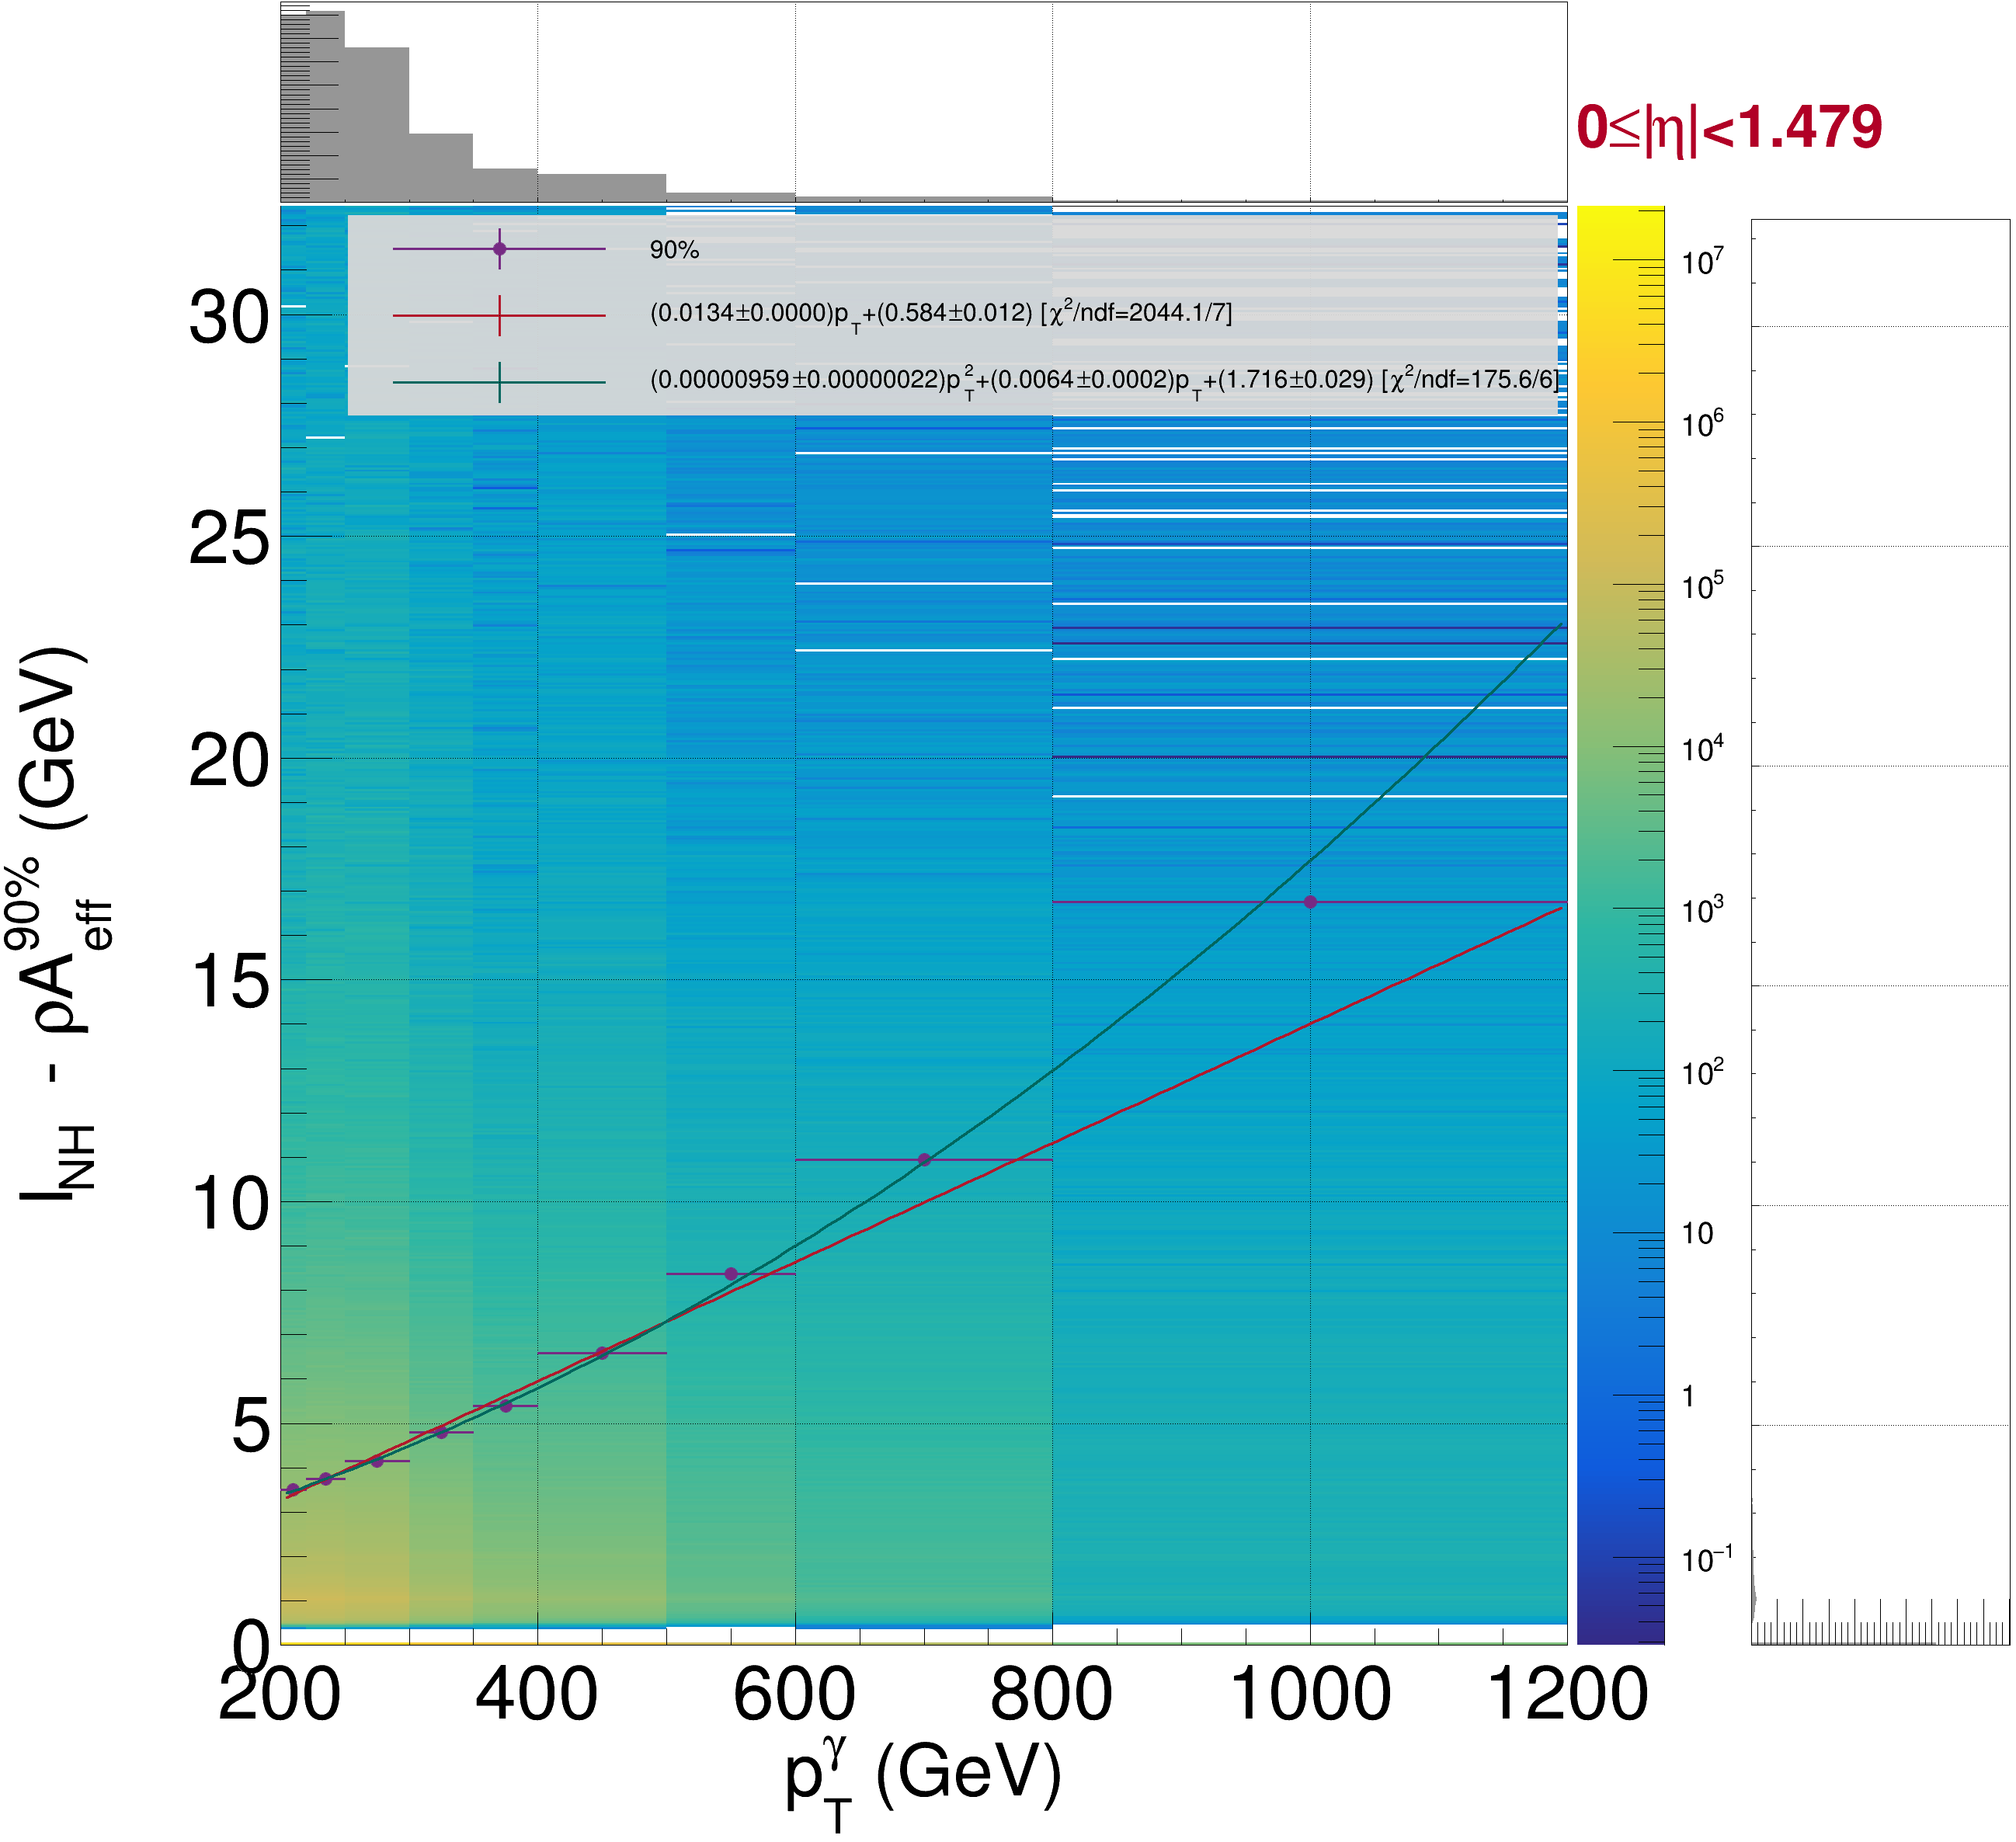 0≤|η|<1.479
90%
(0.0134±0.0000)p_T+(0.584±0.012) [χ²/ndf=2044.1/7]
(0.00000959±0.00000022)p_T^2+(0.0064±0.0002)p_T+(1.716±0.029) [χ²/ndf=175.6/6]
I_NH - ρA_eff^90% (GeV)
30
25
20
15
10
5
0
200 400 600 800 1000 1200
p_T^γ (GeV)
10⁷
10⁶
10⁵
10⁴
10³
10²
10
1
10⁻¹